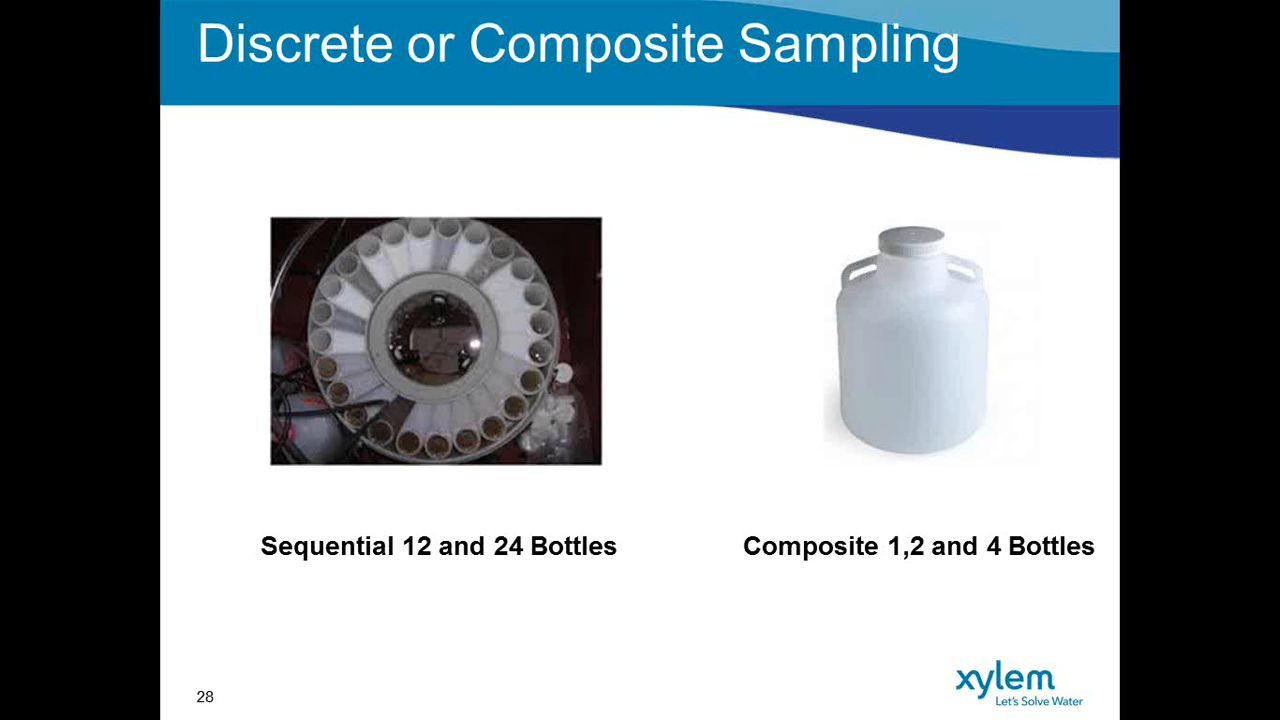 Discrete or Composite Sampling
Sequential 12 and 24 Bottles
Composite 1,2 and 4 Bottles
28
xylem
Let's Solve Water